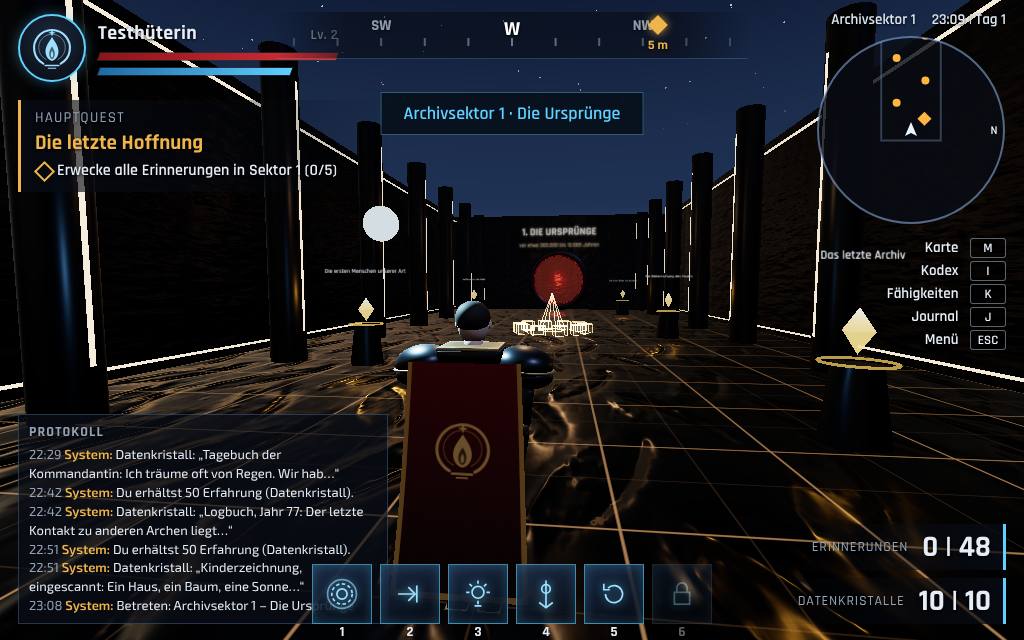 Testhüterin
Lv. 2
SW
W
NW
5 m
Archivsektor 1
23:09 / Tag 1
HAUPTQUEST
Die letzte Hoffnung
Erwecke alle Erinnerungen in Sektor 1 (0/5)
Archivsektor 1 · Die Ursprünge
N
1. DIE URSPRÜNGE
Die ersten Menschen unserer Art
Das letzte Archiv
Karte M
Kodex I
Fähigkeiten K
Journal J
Menü ESC
PROTOKOLL
22:29 System: Datenkristall: „Tagebuch der
Kommandantin: Ich träume oft von Regen. Wir hab…“
22:42 System: Du erhältst 50 Erfahrung (Datenkristall).
22:42 System: Datenkristall: „Logbuch, Jahr 77: Der letzte
Kontakt zu anderen Archen liegt…“
22:51 System: Du erhältst 50 Erfahrung (Datenkristall).
22:51 System: Datenkristall: „Kinderzeichnung,
eingescannt: Ein Haus, ein Baum, eine Sonne…“
23:08 System: Betreten: Archivsektor 1 – Die Urspr
ERINNERUNGEN 0 | 48
DATENKRISTALLE 10 | 10
1 2 3 4 5 6